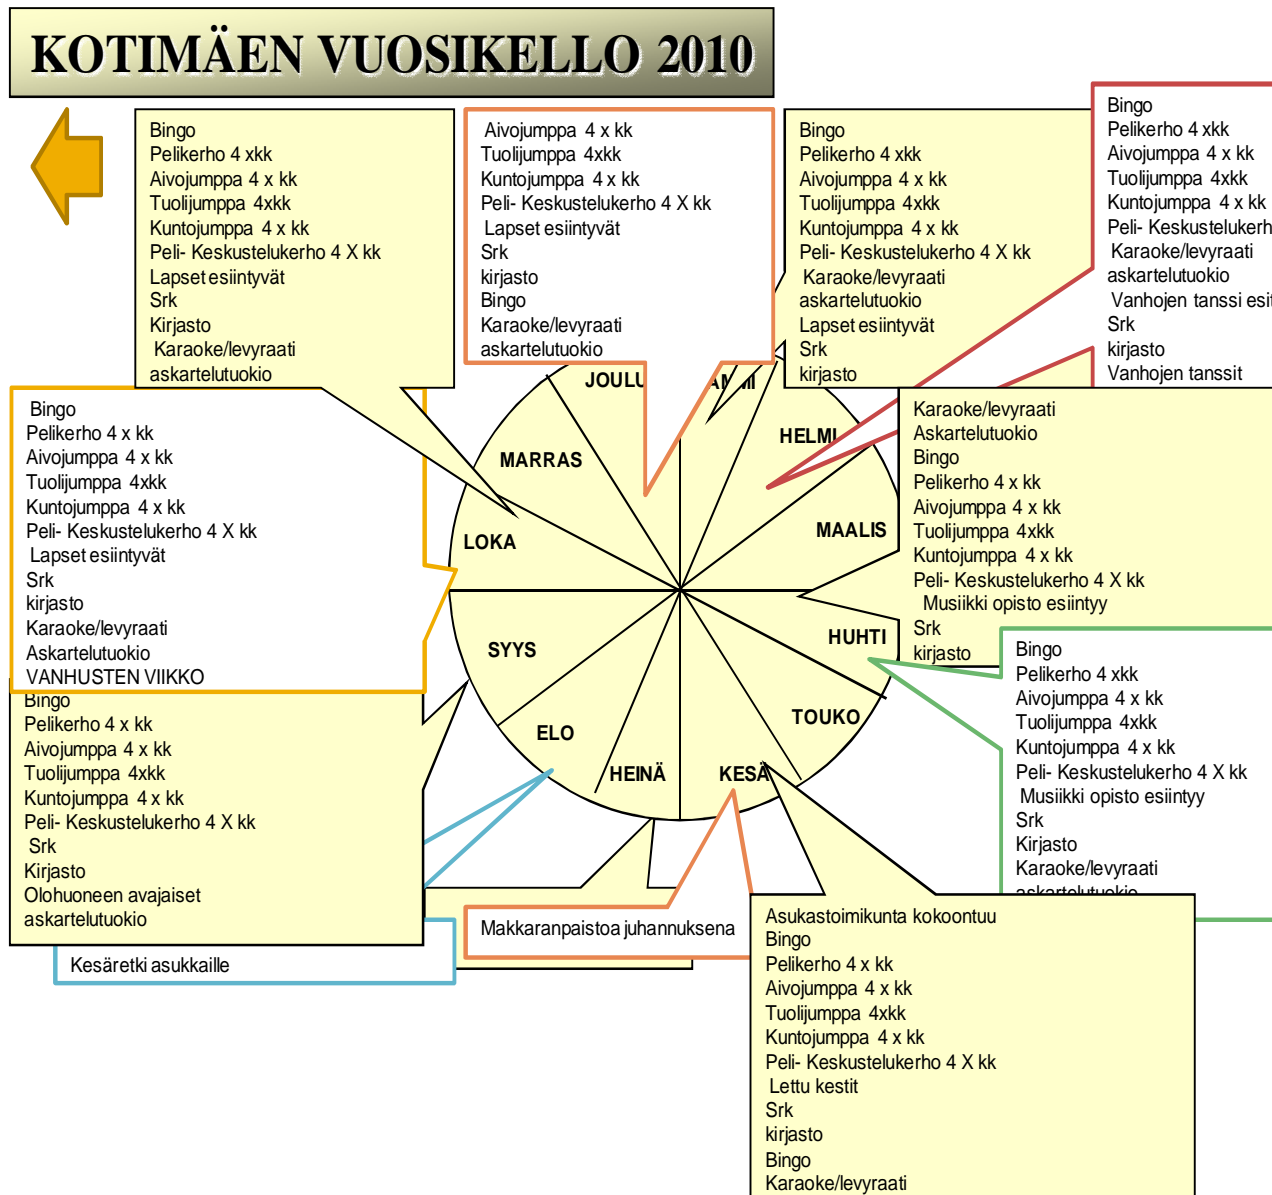 KOTIMÄEN VUOSIKELLO 2010
Bingo
Pelikerho 4 xkk
Aivojumppa 4 x kk
Tuolijumppa 4xkk
Kuntojumppa 4 x kk
Peli- Keskustelukerho 4 X kk
Lapset esiintyvät
Srk
Kirjasto
Karaoke/levyraati
askartelutuokio
Aivojumppa 4 x kk
Tuolijumppa 4xkk
Kuntojumppa 4 x kk
Peli- Keskustelukerho 4 X kk
Lapset esiintyvät
Srk
kirjasto
Bingo
Karaoke/levyraati
askartelutuokio
Bingo
Pelikerho 4 xkk
Aivojumppa 4 x kk
Tuolijumppa 4xkk
Kuntojumppa 4 x kk
Peli- Keskustelukerho 4 X kk
Karaoke/levyraati
askartelutuokio
Lapset esiintyvät
Srk
kirjasto
Bingo
Pelikerho 4 xkk
Aivojumppa 4 x kk
Tuolijumppa 4xkk
Kuntojumppa 4 x kk
Peli- Keskustelukerh
Karaoke/levyraati
askartelutuokio
Vanhojen tanssi esit
Srk
kirjasto
Vanhojen tanssit
Bingo
Pelikerho 4 x kk
Aivojumppa 4 x kk
Tuolijumppa 4xkk
Kuntojumppa 4 x kk
Peli- Keskustelukerho 4 X kk
Lapset esiintyvät
Srk
kirjasto
Karaoke/levyraati
Askartelutuokio
VANHUSTEN VIIKKO
JOULU
HELMI
MARRAS
MAALIS
LOKA
HUHTI
SYYS
TOUKO
ELO
HEINÄ
KESÄ
Karaoke/levyraati
Askartelutuokio
Bingo
Pelikerho 4 x kk
Aivojumppa 4 x kk
Tuolijumppa 4xkk
Kuntojumppa 4 x kk
Peli- Keskustelukerho 4 X kk
Musiikki opisto esiintyy
Srk
kirjasto
Bingo
Pelikerho 4 xkk
Aivojumppa 4 x kk
Tuolijumppa 4xkk
Kuntojumppa 4 x kk
Peli- Keskustelukerho 4 X kk
Musiikki opisto esiintyy
Srk
Kirjasto
Karaoke/levyraati
askartelutuokio
Bingo
Pelikerho 4 x kk
Aivojumppa 4 x kk
Tuolijumppa 4xkk
Kuntojumppa 4 x kk
Peli- Keskustelukerho 4 X kk
Srk
Kirjasto
Olohuoneen avajaiset
askartelutuokio
Kesäretki asukkaille
Makkaranpaistoa juhannuksena
Asukastoimikunta kokoontuu
Bingo
Pelikerho 4 x kk
Aivojumppa 4 x kk
Tuolijumppa 4xkk
Kuntojumppa 4 x kk
Peli- Keskustelukerho 4 X kk
Lettu kestit
Srk
kirjasto
Bingo
Karaoke/levyraati